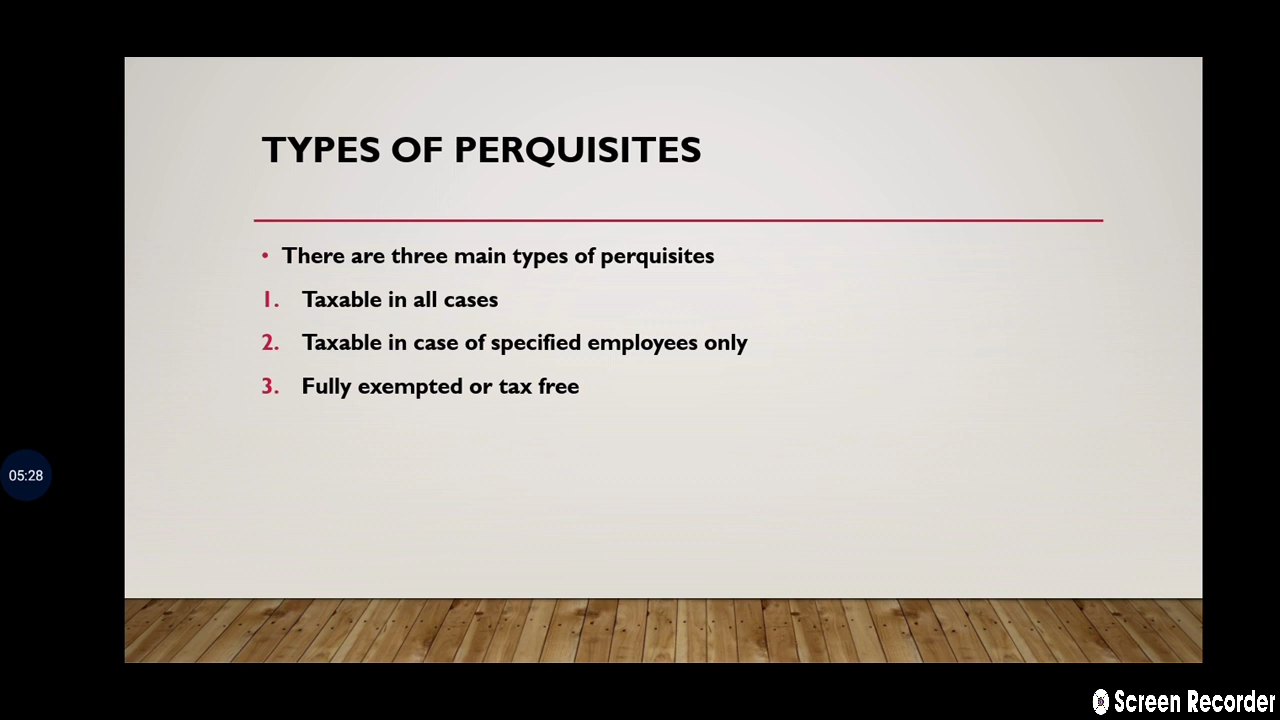 TYPES OF PERQUISITES
• There are three main types of perquisites
1. Taxable in all cases
2. Taxable in case of specified employees only
3. Fully exempted or tax free
05:28
Screen Recorder